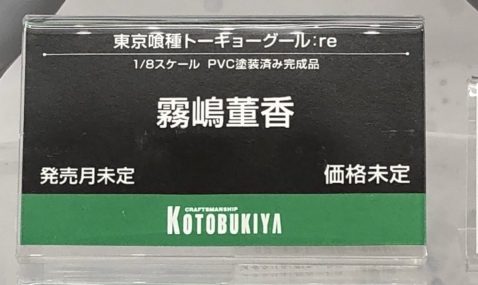 東京喰種トーキョーグール:re
1/8スケール PVC塗装済み完成品
霧嶋董香
発売月未定
価格未定
CRAFTSMANSHIP
KOTOBUKIYA